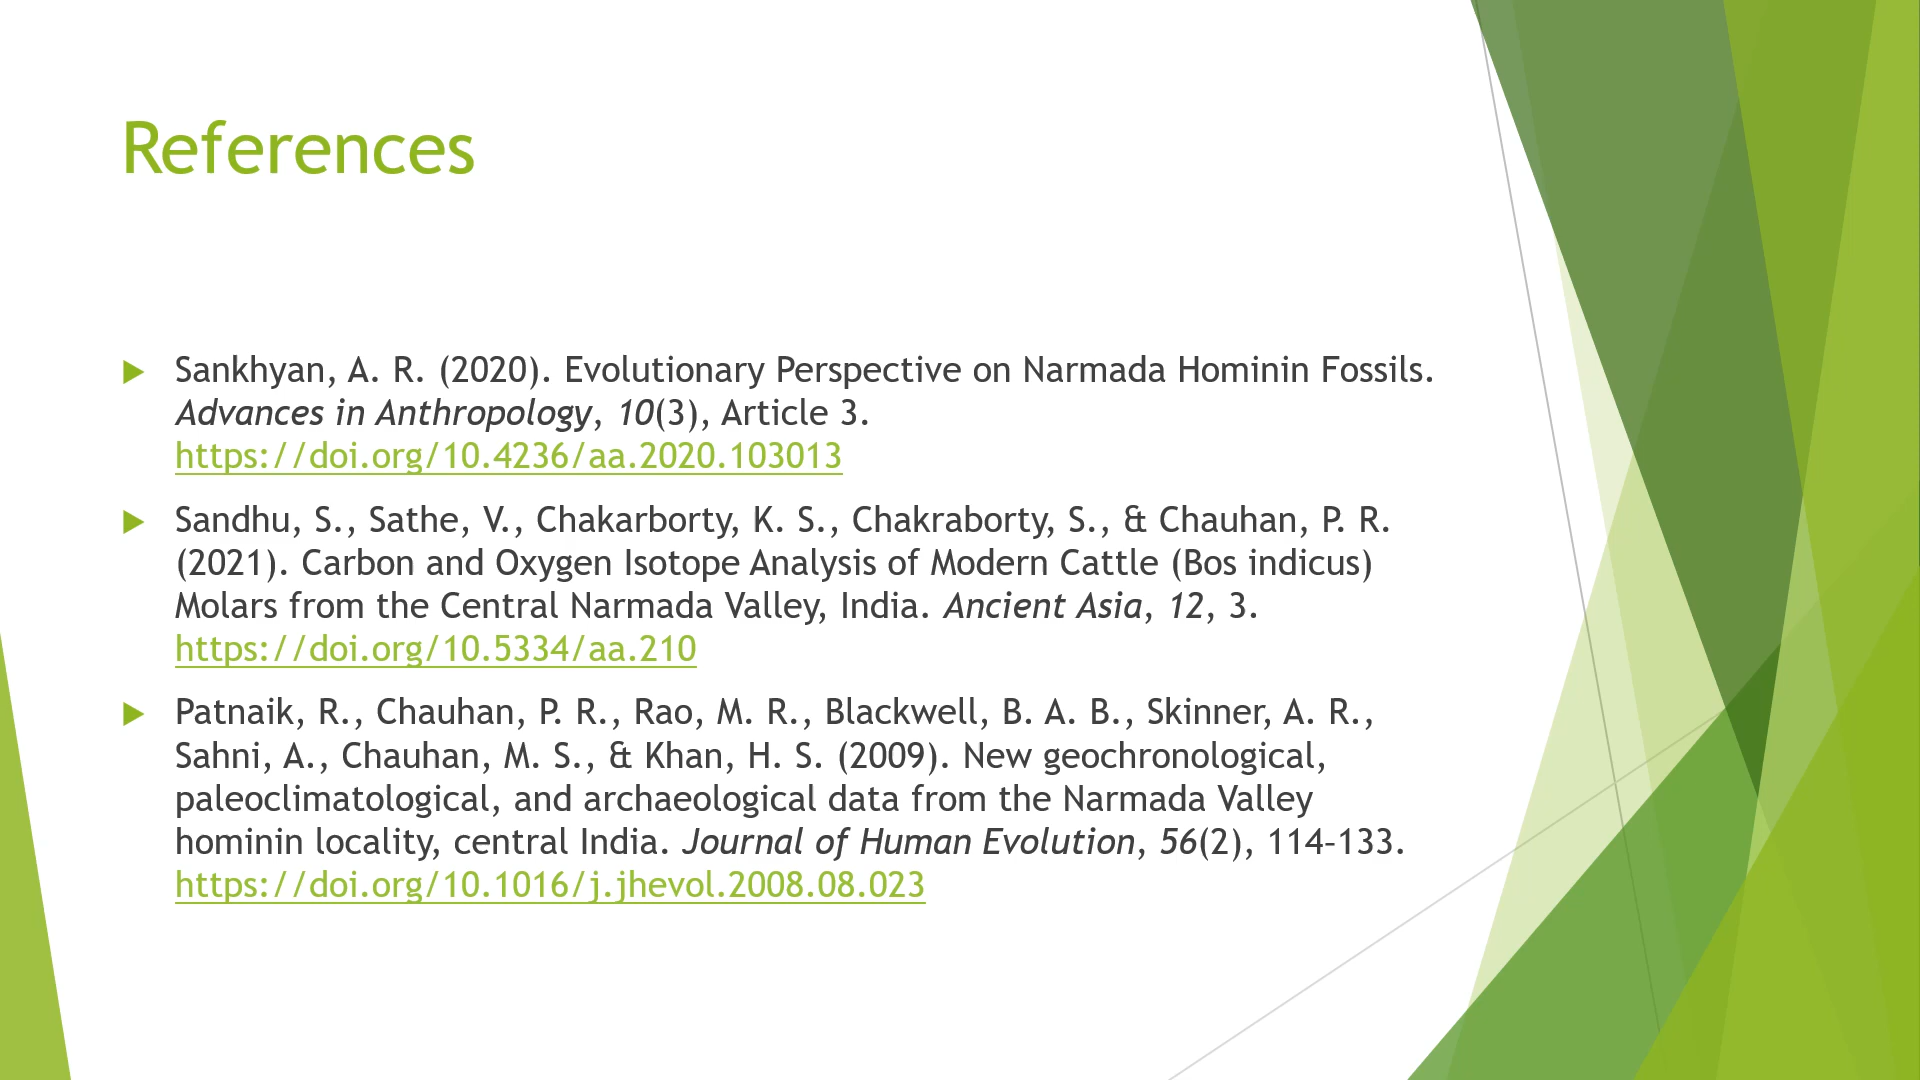 References
Sankhyan, A. R. (2020). Evolutionary Perspective on Narmada Hominin Fossils.
Advances in Anthropology, 10(3), Article 3.
https://doi.org/10.4236/aa.2020.103013
Sandhu, S., Sathe, V., Chakarborty, K. S., Chakraborty, S., & Chauhan, P. R.
(2021). Carbon and Oxygen Isotope Analysis of Modern Cattle (Bos indicus)
Molars from the Central Narmada Valley, India. Ancient Asia, 12, 3.
https://doi.org/10.5334/aa.210
Patnaik, R., Chauhan, P. R., Rao, M. R., Blackwell, B. A. B., Skinner, A. R.,
Sahni, A., Chauhan, M. S., & Khan, H. S. (2009). New geochronological,
paleoclimatological, and archaeological data from the Narmada Valley
hominin locality, central India. Journal of Human Evolution, 56(2), 114–133.
https://doi.org/10.1016/j.jhevol.2008.08.023